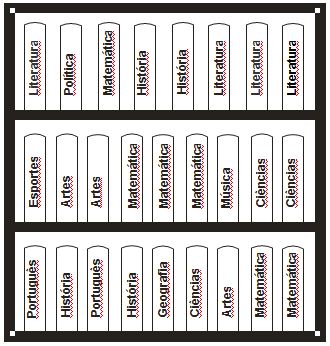 Literatura
Política
Matemática
História
História
Literatura
Literatura
Literatura
Esportes
Artes
Artes
Matemática
Matemática
Matemática
Música
Ciências
Ciências
Português
História
Português
História
Geografia
Ciências
Artes
Matemática
Matemática